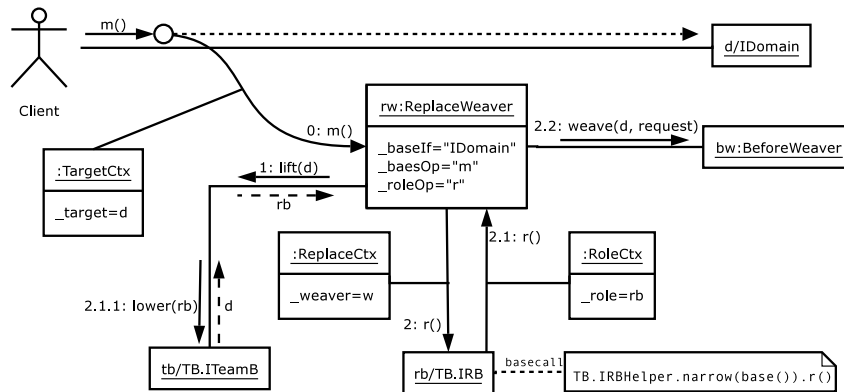 m()
d/IDomain
Client
rw:ReplaceWeaver
0: m()
2.2: weave(d, request)
_baseIf="IDomain"
_baesOp="m"
_roleOp="r"
bw:BeforeWeaver
:TargetCtx
_target=d
1: lift(d)
rb
2.1: r()
:ReplaceCtx
_weaver=w
:RoleCtx
_role=rb
2.1.1: lower(rb)
d
2: r()
tb/TB.ITeamB
rb/TB.IRB
basecall
TB.IRBHelper.narrow(base()).r()